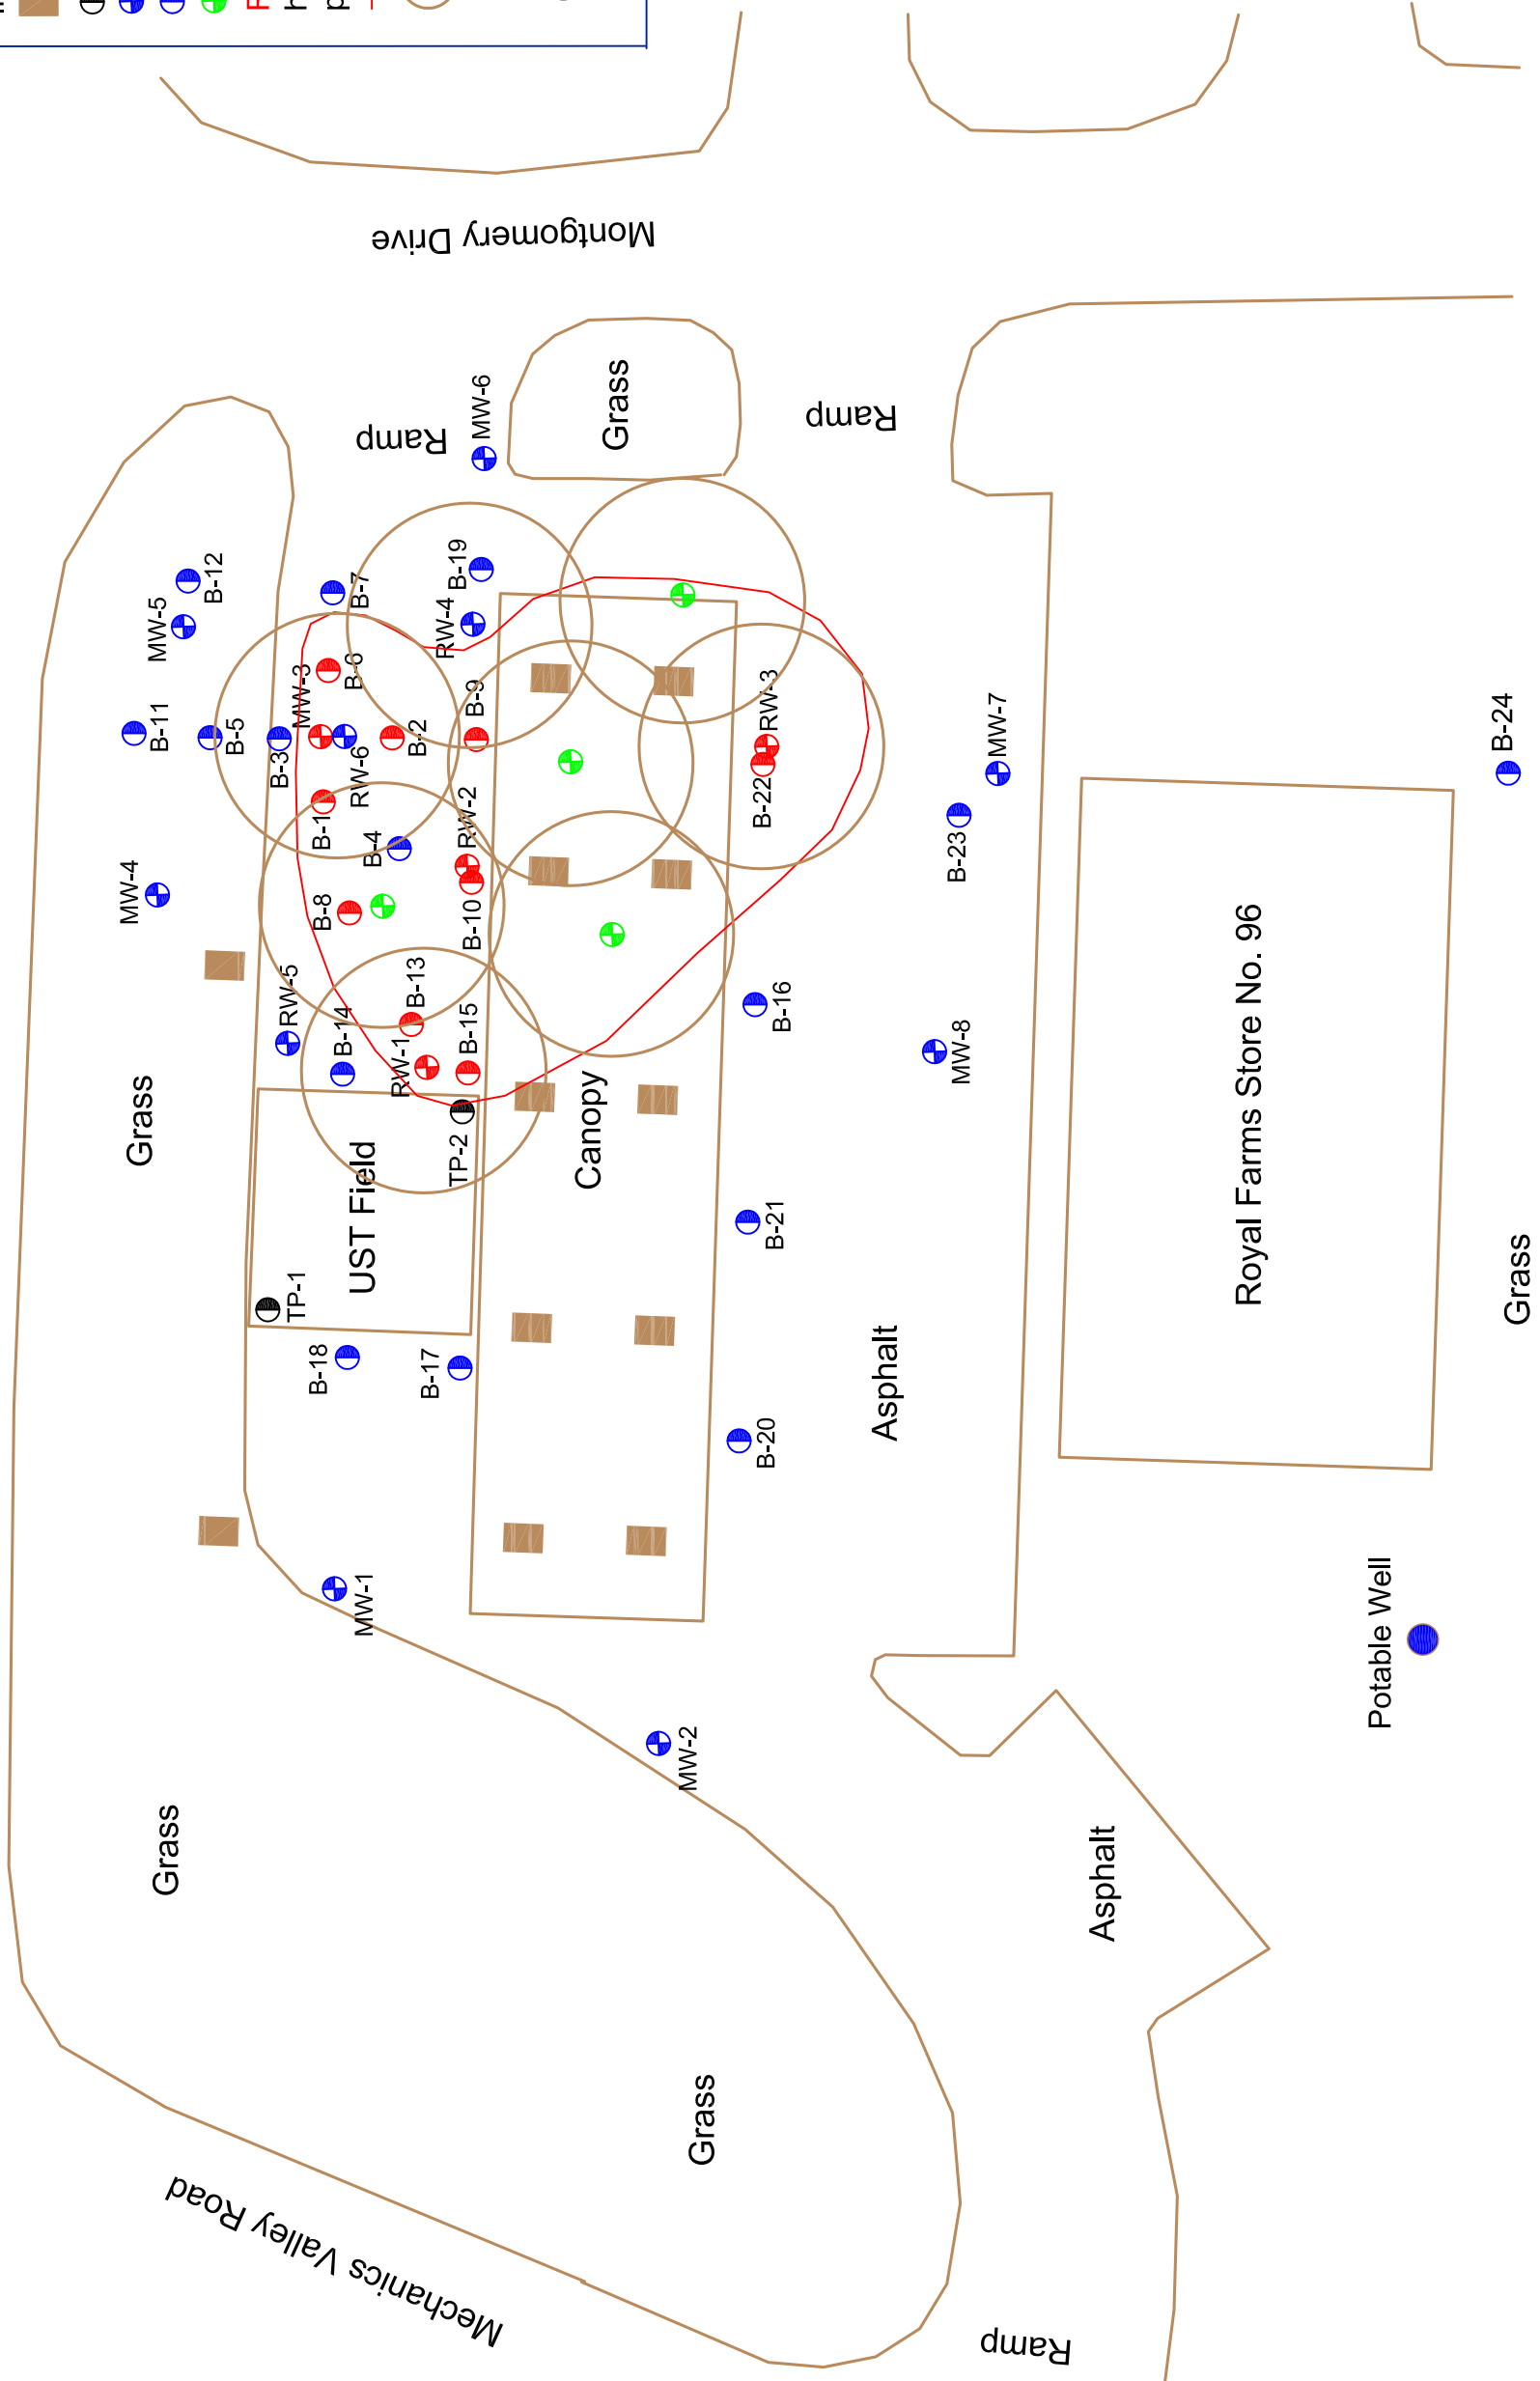 Montgomery Drive
Ramp
MW-6
Grass
Ramp
B-12
MW-5
B-7
B-19
RW-4
B-11
B-5
B-3
MW-3
B-6
RW-6
B-2
B-9
RW-3
B-22
MW-7
B-24
B-1
B-4
RW-2
B-23
MW-4
B-8
B-10
Royal Farms Store No. 96
RW-5
B-14
B-13
RW-1
B-15
B-16
MW-8
Grass
Canopy
TP-2
UST Field
B-21
Grass
TP-1
B-18
B-17
Asphalt
B-20
MW-1
Potable Well
MW-2
Grass
Asphalt
Grass
Mechanics Valley Road
Ramp